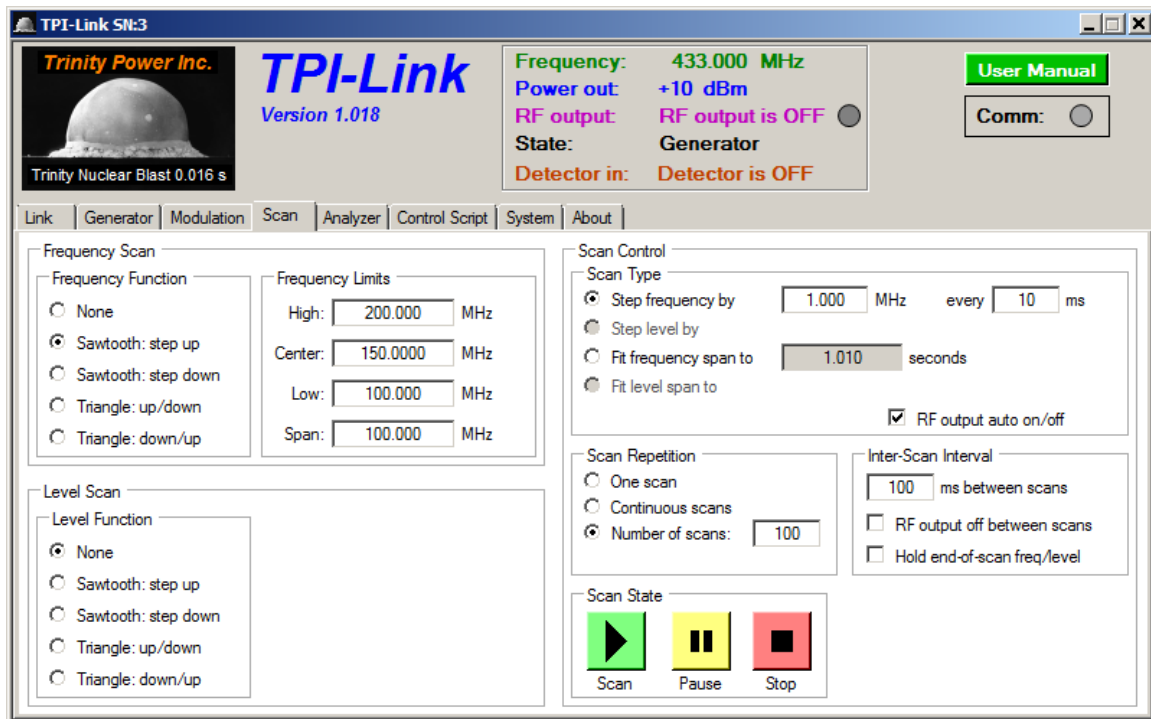 TPI-Link SN:3
Trinity Power Inc.
Trinity Nuclear Blast 0.016 s
TPI-Link
Version 1.018
Frequency: 433.000 MHz
Power out: +10 dBm
RF output: RF output is OFF
State: Generator
Detector in: Detector is OFF
User Manual
Comm:
Link Generator Modulation Scan Analyzer Control Script System About
Frequency Scan
Frequency Function
None
Sawtooth: step up
Sawtooth: step down
Triangle: up/down
Triangle: down/up
Frequency Limits
High: 200.000 MHz
Center: 150.0000 MHz
Low: 100.000 MHz
Span: 100.000 MHz
Level Scan
Level Function
None
Sawtooth: step up
Sawtooth: step down
Triangle: up/down
Triangle: down/up
Scan Control
Scan Type
Step frequency by 1.000 MHz every 10 ms
Step level by
Fit frequency span to 1.010 seconds
Fit level span to
RF output auto on/off
Scan Repetition
One scan
Continuous scans
Number of scans: 100
Inter-Scan Interval
100 ms between scans
RF output off between scans
Hold end-of-scan freq/level
Scan State
Scan Pause Stop